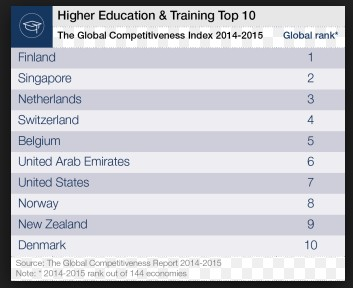 Higher Education & Training Top 10
The Global Competitiveness Index 2014-2015 Global rank*
Finland 1
Singapore 2
Netherlands 3
Switzerland 4
Belgium 5
United Arab Emirates 6
United States 7
Norway 8
New Zealand 9
Denmark 10
Source: The Global Competitiveness Report 2014-2015
Note: * 2014-2015 rank out of 144 economies